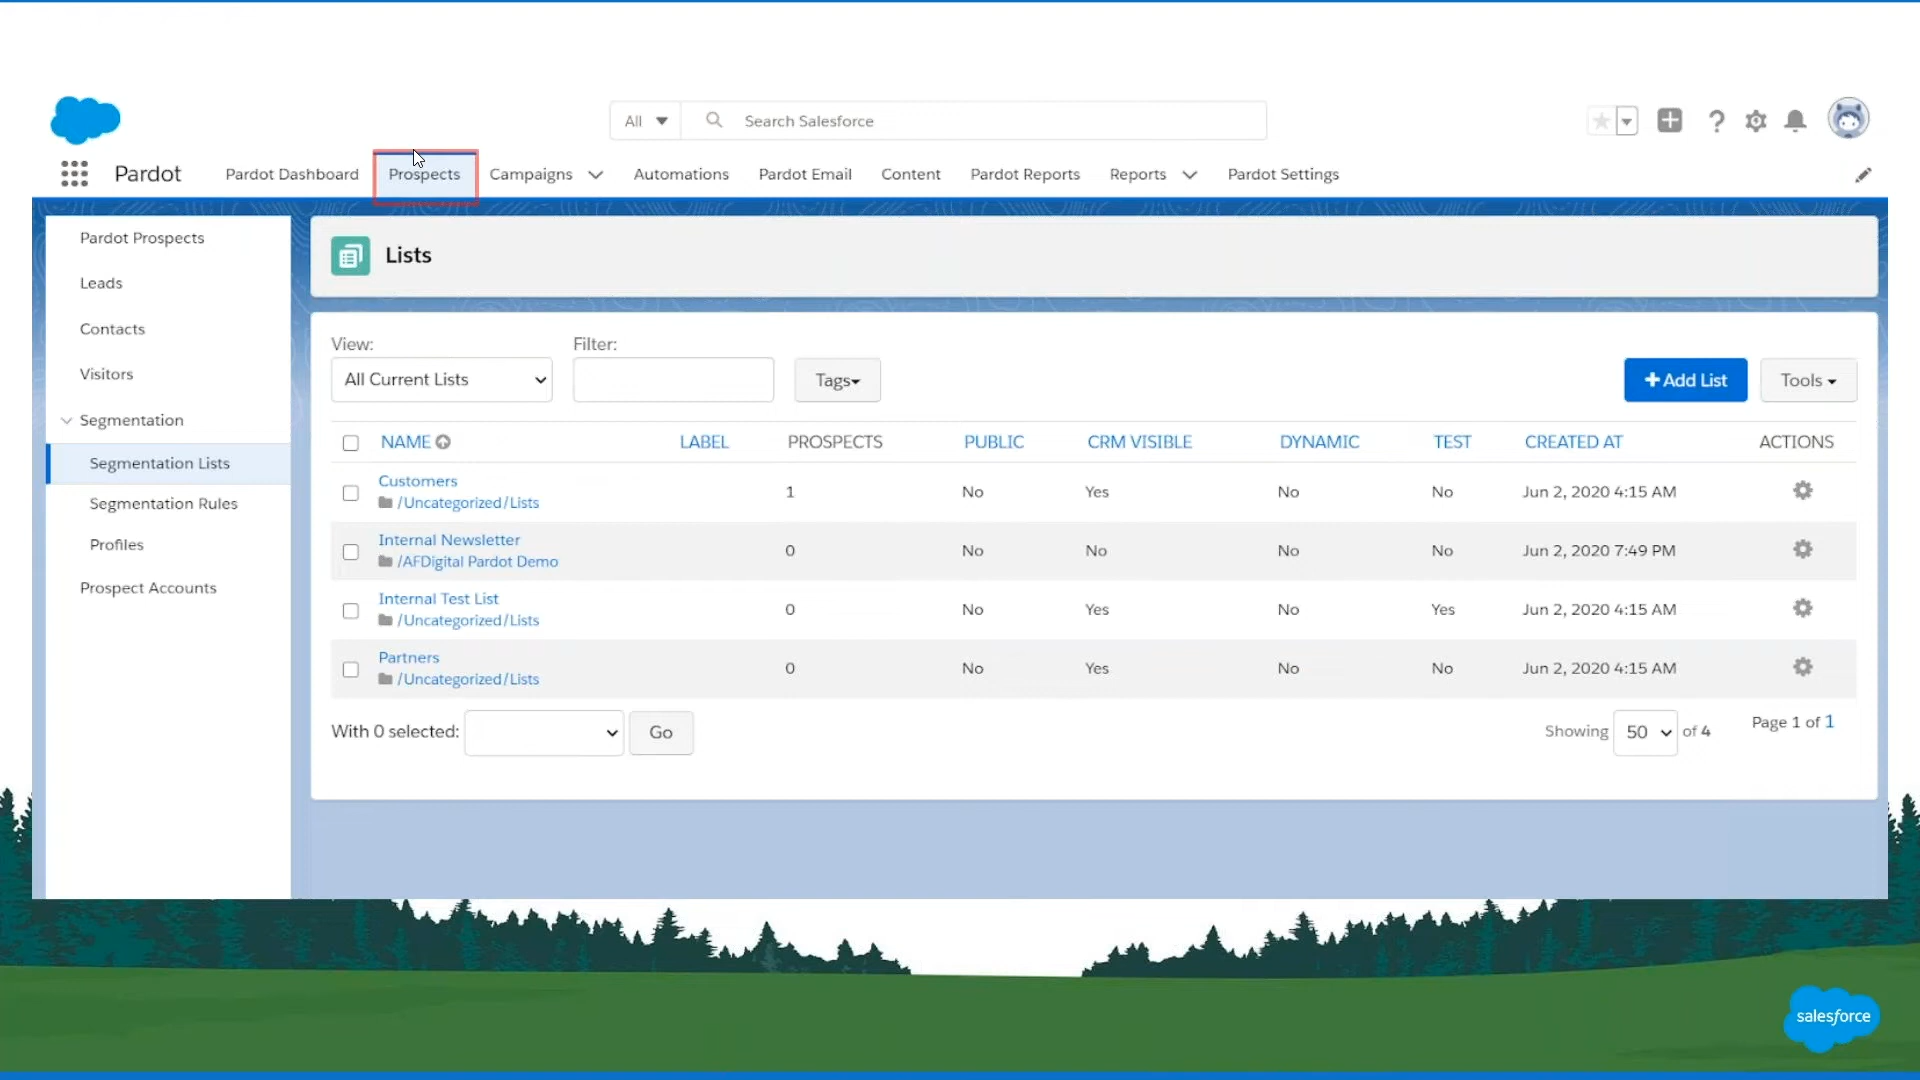 All
Search Salesforce
Pardot
Pardot Dashboard
Prospects
Campaigns
Automations
Pardot Email
Content
Pardot Reports
Reports
Pardot Settings
Pardot Prospects
Leads
Contacts
Visitors
Segmentation
Segmentation Lists
Segmentation Rules
Profiles
Prospect Accounts
Lists
View:
Filter:
All Current Lists
Tags
Add List
Tools
NAME LABEL PROSPECTS PUBLIC CRM VISIBLE DYNAMIC TEST CREATED AT ACTIONS
Customers
/Uncategorized/Lists
1 No Yes No No Jun 2, 2020 4:15 AM
Internal Newsletter
/AFDigital Pardot Demo
0 No No No No Jun 2, 2020 7:49 PM
Internal Test List
/Uncategorized/Lists
0 No Yes No Yes Jun 2, 2020 4:15 AM
Partners
/Uncategorized/Lists
0 No Yes No No Jun 2, 2020 4:15 AM
With 0 selected:
Go
Showing 50 of 4
Page 1 of 1
salesforce